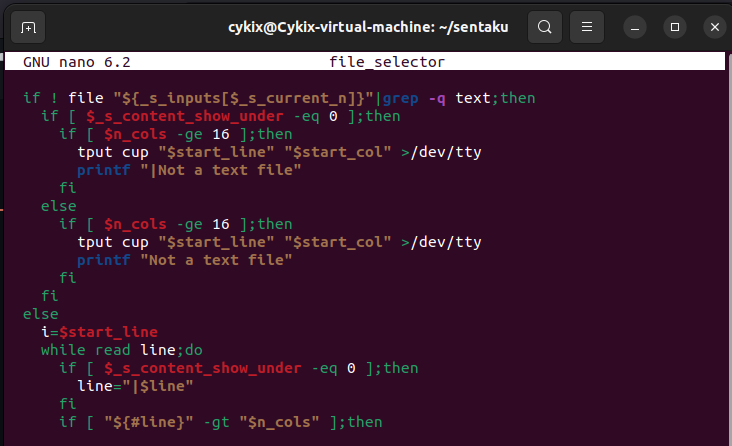 cykix@Cykix-virtual-machine: ~/sentaku
GNU nano 6.2 file_selector
if ! file "${_s_inputs[$_s_current_n]}"|grep -q text;then
if [ $_s_content_show_under -eq 0 ];then
if [ $n_cols -ge 16 ];then
tput cup "$start_line" "$start_col" >/dev/tty
printf "|Not a text file"
fi
else
if [ $n_cols -ge 16 ];then
tput cup "$start_line" "$start_col" >/dev/tty
printf "Not a text file"
fi
fi
else
i=$start_line
while read line;do
if [ $_s_content_show_under -eq 0 ];then
line="|$line"
fi
if [ "${#line}" -gt "$n_cols" ];then